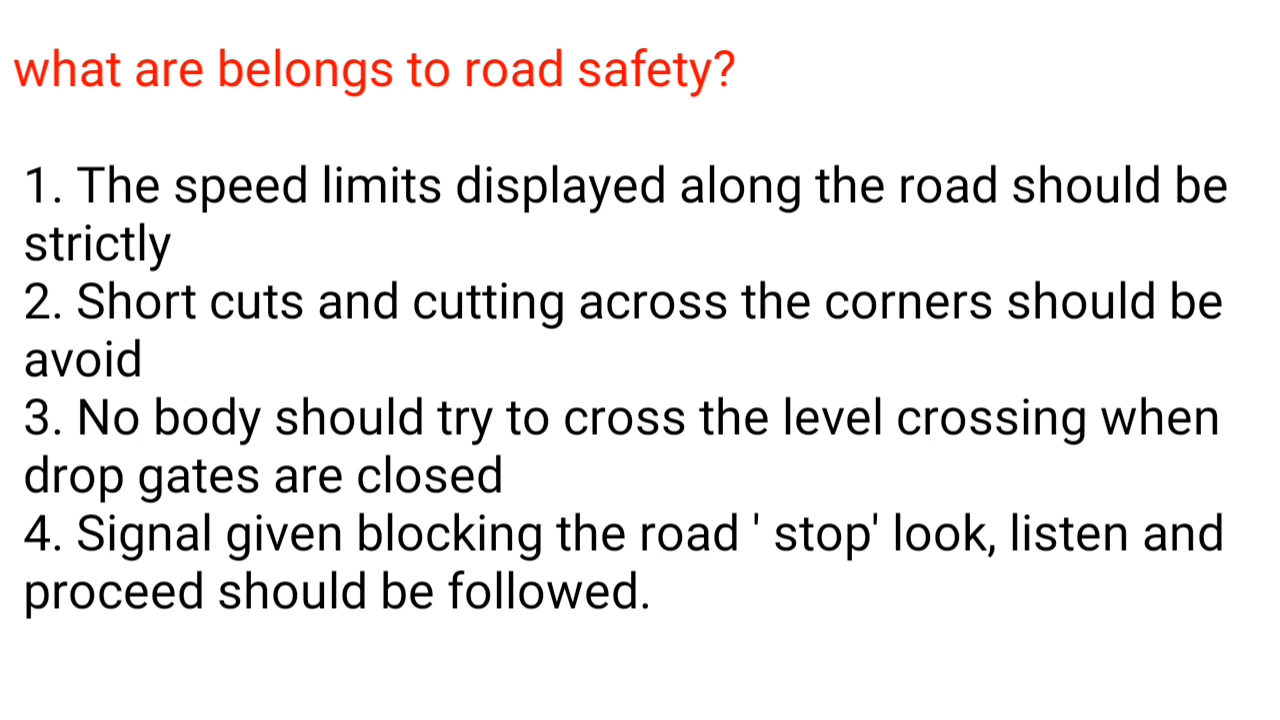 what are belongs to road safety?
1. The speed limits displayed along the road should be
strictly
2. Short cuts and cutting across the corners should be
avoid
3. No body should try to cross the level crossing when
drop gates are closed
4. Signal given blocking the road ' stop' look, listen and
proceed should be followed.